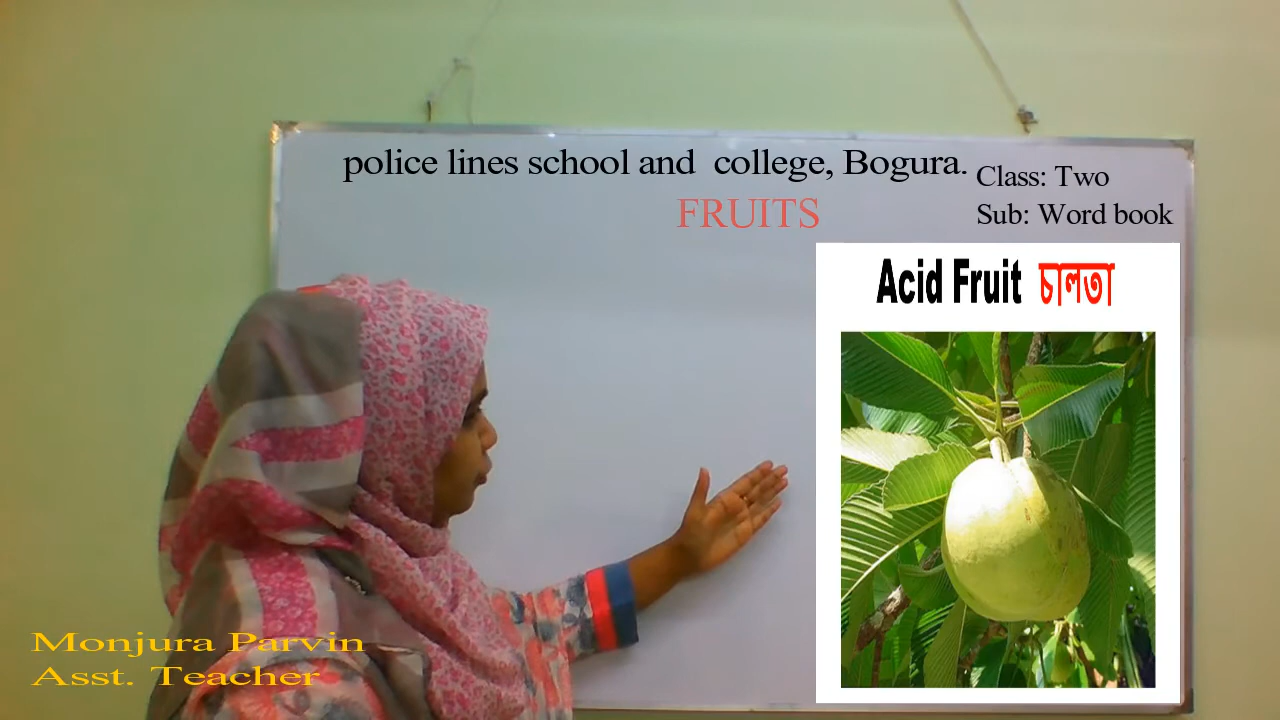 police lines school and college, Bogura.
Class: Two
FRUITS
Sub: Word book
Acid Fruit চালতা
Monjura Parvin
Asst. Teacher